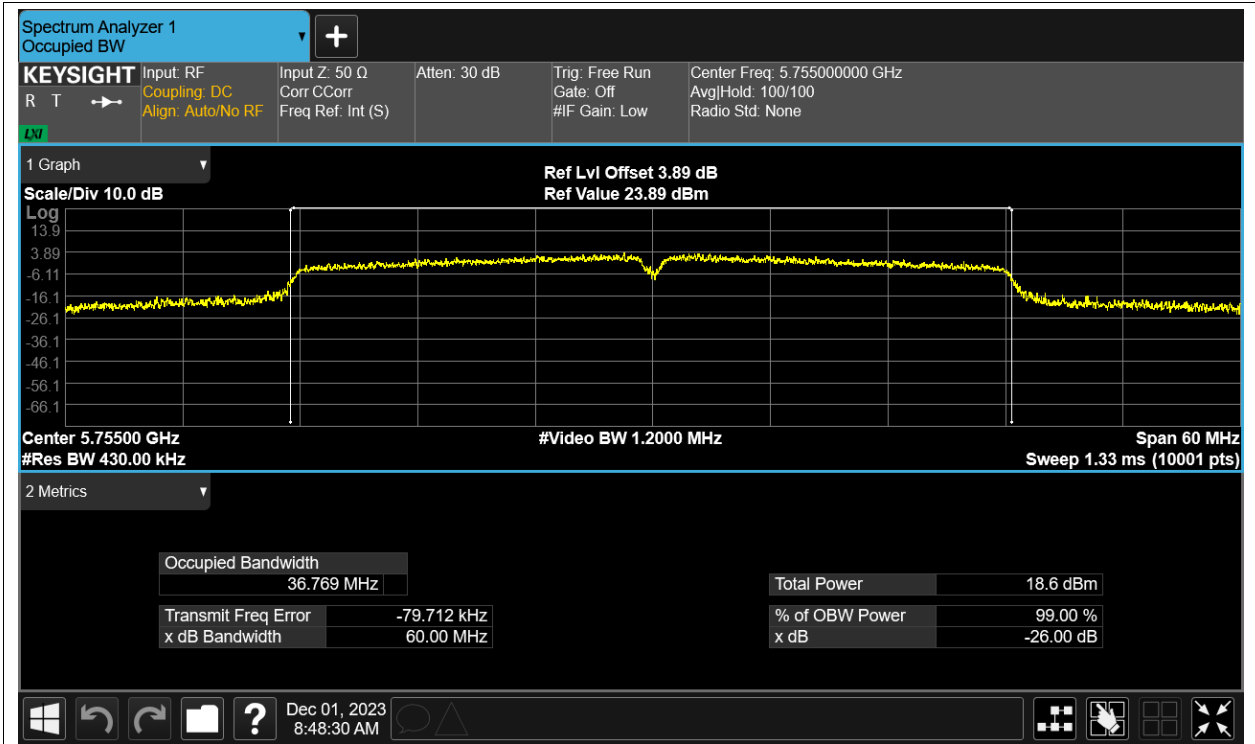 Spectrum Analyzer 1
Occupied BW
KEYSIGHT
R T
LXI
Input: RF
Coupling: DC
Align: Auto/No RF
Input Z: 50 Ω
Corr CCorr
Freq Ref: Int (S)
Atten: 30 dB
Trig: Free Run
Gate: Off
#IF Gain: Low
Center Freq: 5.755000000 GHz
Avg|Hold: 100/100
Radio Std: None
1 Graph
Scale/Div 10.0 dB
Ref Lvl Offset 3.89 dB
Ref Value 23.89 dBm
Log
13.9
3.89
-6.11
-16.1
-26.1
-36.1
-46.1
-56.1
-66.1
Center 5.75500 GHz
#Video BW 1.2000 MHz
Span 60 MHz
#Res BW 430.00 kHz
Sweep 1.33 ms (10001 pts)
2 Metrics
Occupied Bandwidth
36.769 MHz
Transmit Freq Error -79.712 kHz
x dB Bandwidth 60.00 MHz
Total Power 18.6 dBm
% of OBW Power 99.00 %
x dB -26.00 dB
?
Dec 01, 2023
8:48:30 AM